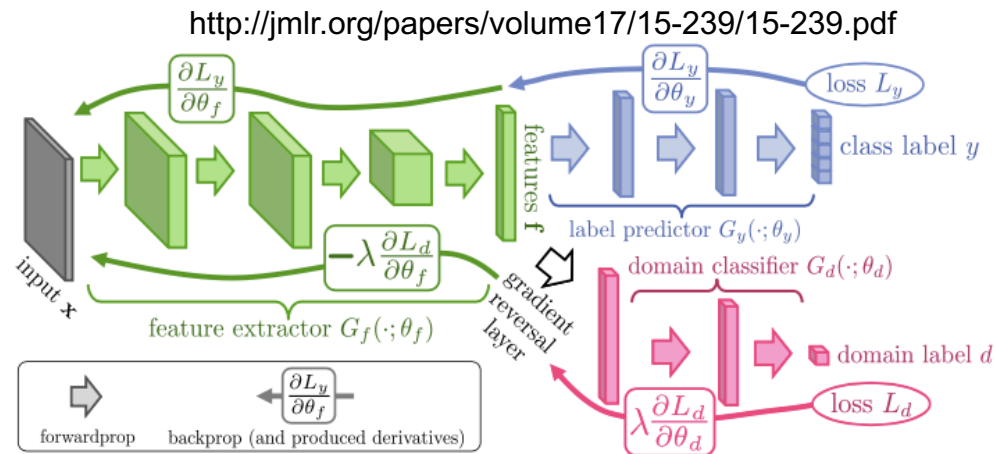 http://jmlr.org/papers/volume17/15-239/15-239.pdf
∂L_y/∂θ_f
∂L_y/∂θ_y
loss L_y
features f
class label y
label predictor G_y(·; θ_y)
input x
−λ ∂L_d/∂θ_f
feature extractor G_f(·; θ_f)
gradient
reversal
layer
domain classifier G_d(·; θ_d)
domain label d
λ ∂L_d/∂θ_d
loss L_d
∂L_y/∂θ_f
forwardprop
backprop (and produced derivatives)